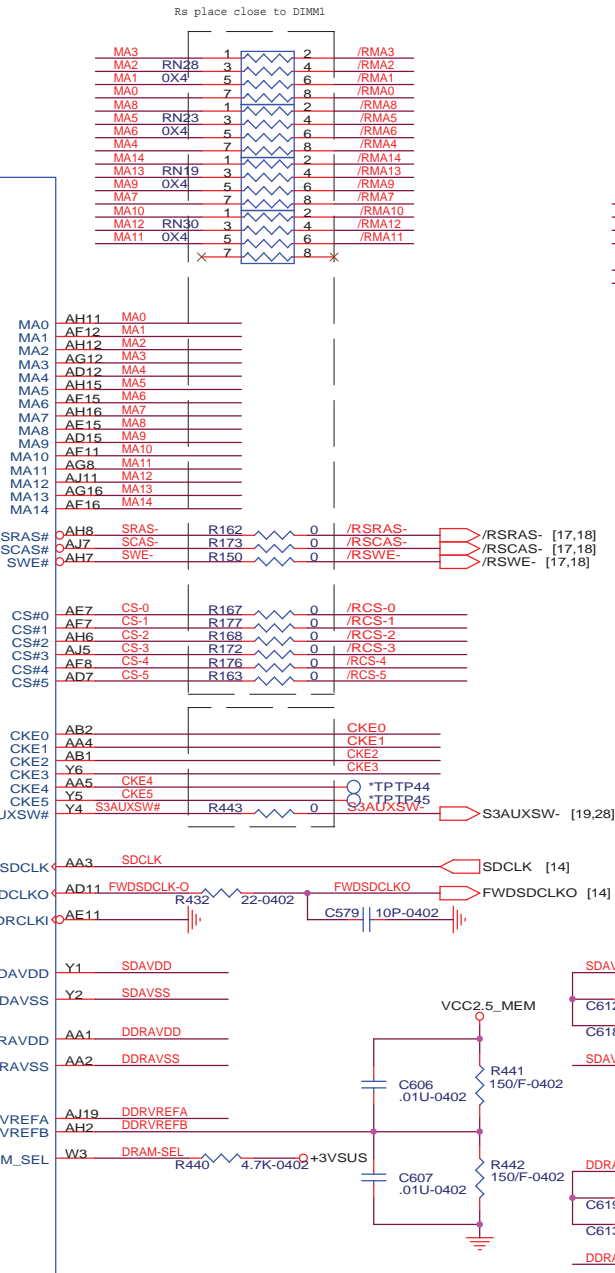 Rs place close to DIMM1
MA3 1 2 /RMA3
MA2 RN28 3 4 /RMA2
MA1 0X4 5 6 /RMA1
MA0 7 8 /RMA0
MA8 1 2 /RMA8
MA5 RN23 3 4 /RMA5
MA6 0X4 5 6 /RMA6
MA4 7 8 /RMA4
MA14 1 2 /RMA14
MA13 RN19 3 4 /RMA13
MA9 0X4 5 6 /RMA9
MA7 7 8 /RMA7
MA10 1 2 /RMA10
MA12 RN30 3 4 /RMA12
MA11 0X4 5 6 /RMA11
7 8
MA0 AH11 MA0
MA1 AF12 MA1
MA2 AH12 MA2
MA3 AG12 MA3
MA4 AD12 MA4
MA5 AH15 MA5
MA6 AF15 MA6
MA7 AH16 MA7
MA8 AE15 MA8
MA9 AD15 MA9
MA10 AF11 MA10
MA11 AG8 MA11
MA12 AJ11 MA12
MA13 AG16 MA13
MA14 AF16 MA14
SRAS# AH8 SRAS- R162 0 /RSRAS- /RSRAS- [17,18]
SCAS# AJ7 SCAS- R173 0 /RSCAS- /RSCAS- [17,18]
SWE# AH7 SWE- R150 0 /RSWE- /RSWE- [17,18]
CS#0 AE7 CS-0 R167 0 /RCS-0
CS#1 AF7 CS-1 R177 0 /RCS-1
CS#2 AH6 CS-2 R168 0 /RCS-2
CS#3 AJ5 CS-3 R172 0 /RCS-3
CS#4 AF8 CS-4 R176 0 /RCS-4
CS#5 AD7 CS-5 R163 0 /RCS-5
CKE0 AB2 CKE0
CKE1 AA4 CKE1
CKE2 AB1 CKE2
CKE3 Y6 CKE3
CKE4 AA5 CKE4 *TPTP44
CKE5 Y5 CKE5 *TPTP45
UXSW# Y4 S3AUXSW# R443 0 S3AUXSW- S3AUXSW- [19,28]
SDCLK AA3 SDCLK SDCLK [14]
DCLKO AD11 FWDSDCLK-O R432 22-0402 FWDSDCLKO FWDSDCLKO [14]
DRCLKI AE11 C579 10P-0402
DAVDD Y1 SDAVDD SDAV
DAVSS Y2 SDAVSS
VCC2.5_MEM C612
C618
RAVDD AA1 DDRAVDD
RAVSS AA2 DDRAVSS SDAV
R441
150/F-0402
C606
.01U-0402
VREFA AJ19 DDRVREFA
VREFB AH2 DDRVREFB
M_SEL W3 DRAM-SEL R440 4.7K-0402 +3VSUS
R442
150/F-0402
C607
.01U-0402
DDRA
C619
C613
DDRA